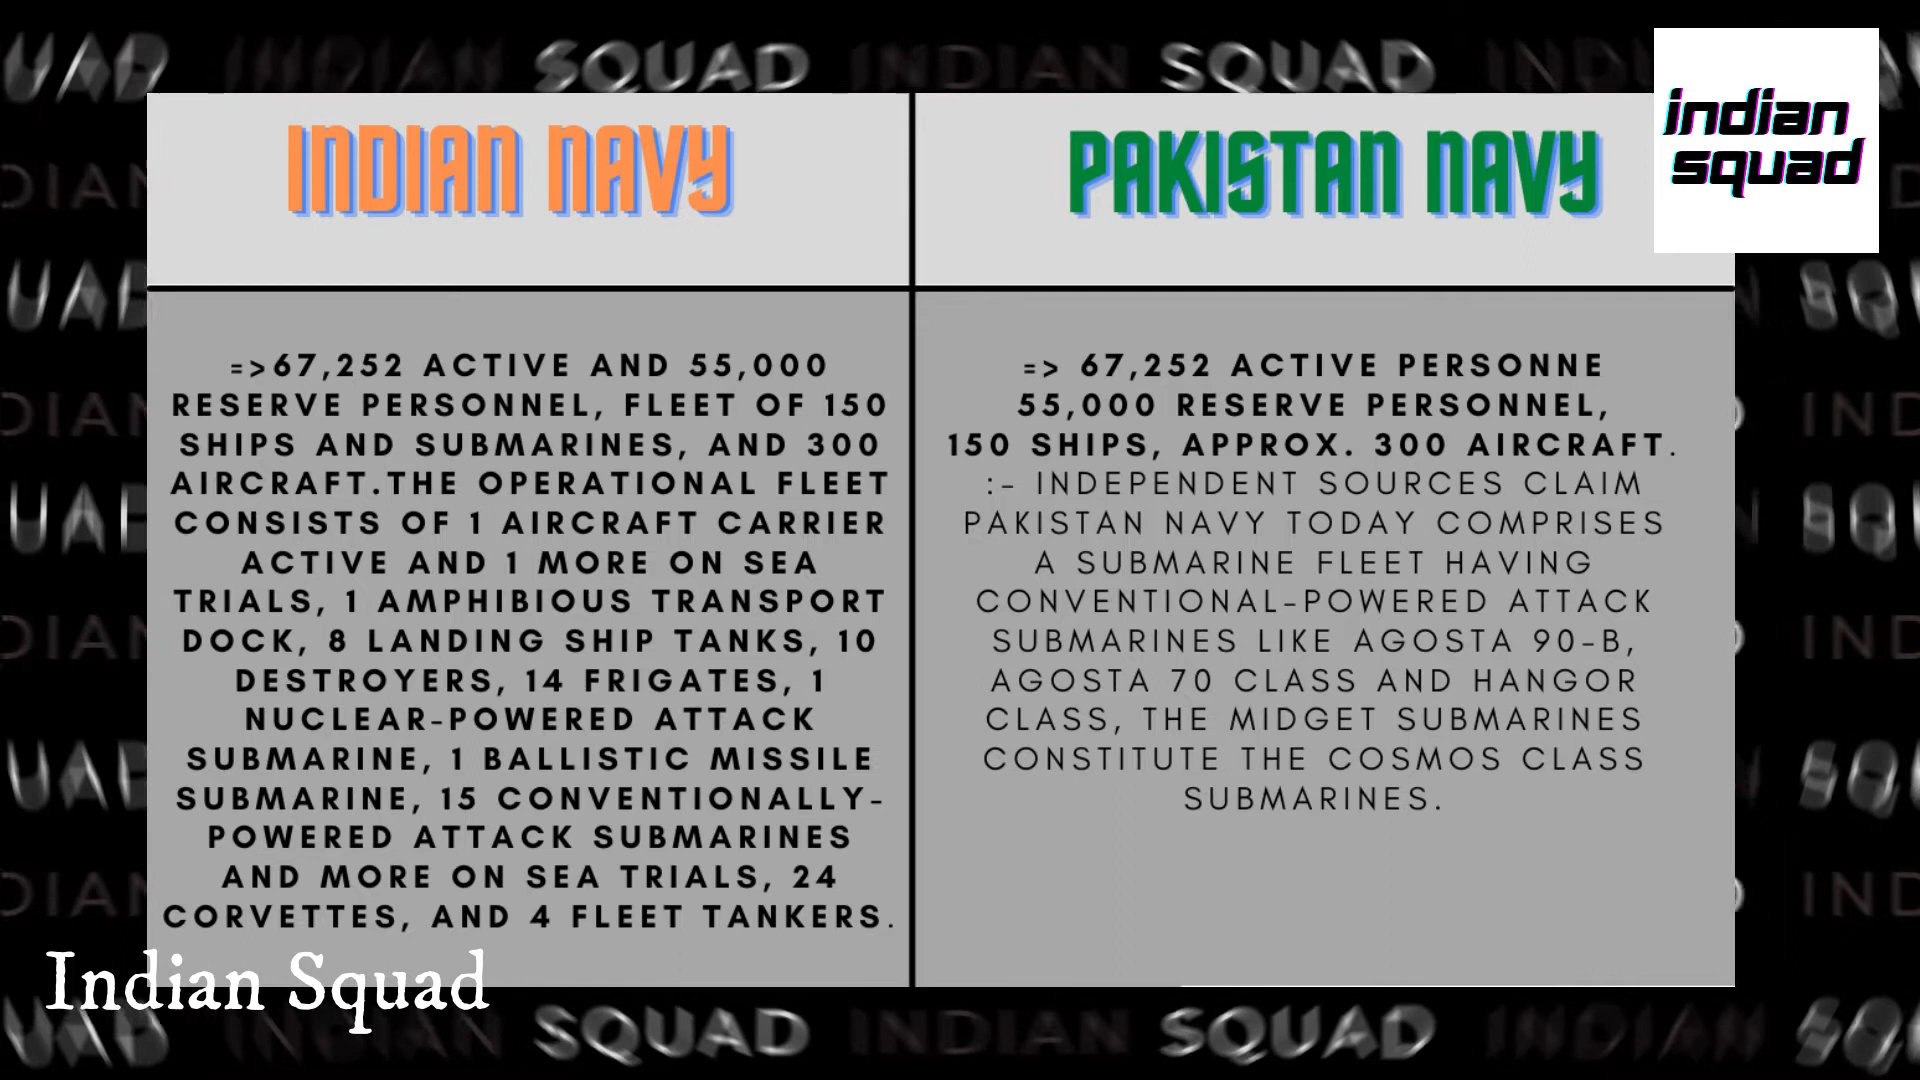 UAD INDIAN SQUAD INDIAN SQUAD
indian
squad
INDIAN NAVY
PAKISTAN NAVY
=>67,252 ACTIVE AND 55,000
RESERVE PERSONNEL, FLEET OF 150
SHIPS AND SUBMARINES, AND 300
AIRCRAFT.THE OPERATIONAL FLEET
CONSISTS OF 1 AIRCRAFT CARRIER
ACTIVE AND 1 MORE ON SEA
TRIALS, 1 AMPHIBIOUS TRANSPORT
DOCK, 8 LANDING SHIP TANKS, 10
DESTROYERS, 14 FRIGATES, 1
NUCLEAR-POWERED ATTACK
SUBMARINE, 1 BALLISTIC MISSILE
SUBMARINE, 15 CONVENTIONALLY-
POWERED ATTACK SUBMARINES
AND MORE ON SEA TRIALS, 24
CORVETTES, AND 4 FLEET TANKERS.
=> 67,252 ACTIVE PERSONNE
55,000 RESERVE PERSONNEL,
150 SHIPS, APPROX. 300 AIRCRAFT.
:- INDEPENDENT SOURCES CLAIM
PAKISTAN NAVY TODAY COMPRISES
A SUBMARINE FLEET HAVING
CONVENTIONAL-POWERED ATTACK
SUBMARINES LIKE AGOSTA 90-B,
AGOSTA 70 CLASS AND HANGOR
CLASS, THE MIDGET SUBMARINES
CONSTITUTE THE COSMOS CLASS
SUBMARINES.
Indian Squad
INDIAN SQUAD INDIAN SQUAD INDIAN